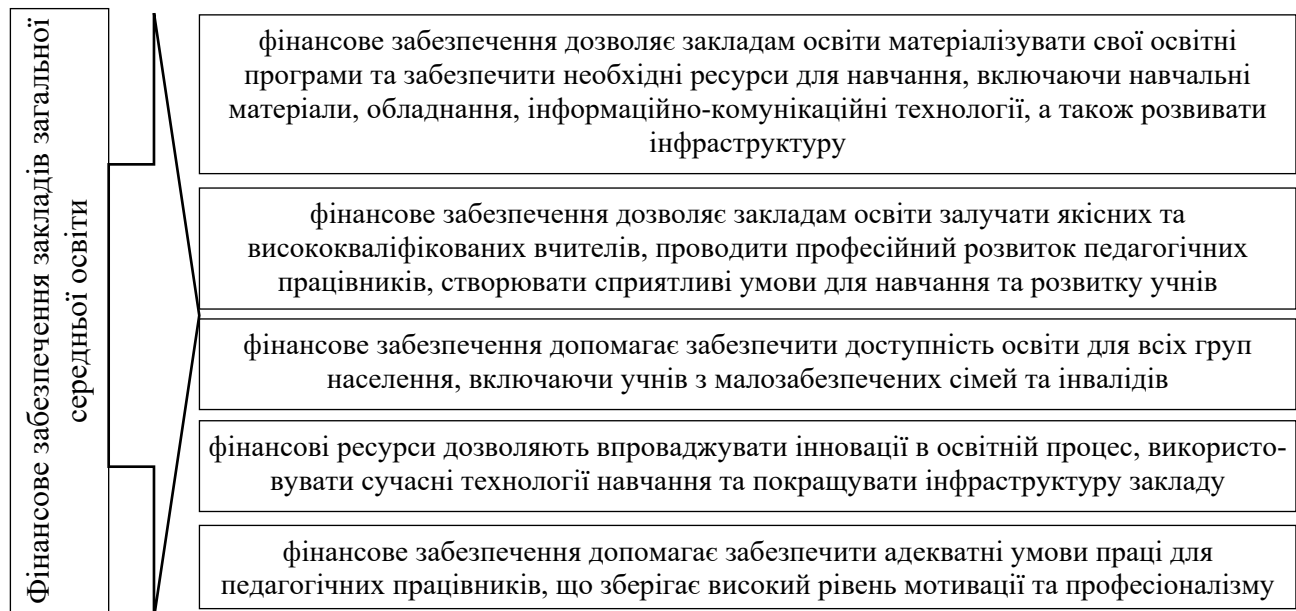 Фінансове забезпечення закладів загальної
середньої освіти
фінансове забезпечення дозволяє закладам освіти матеріалізувати свої освітні
програми та забезпечити необхідні ресурси для навчання, включаючи навчальні
матеріали, обладнання, інформаційно-комунікаційні технології, а також розвивати
інфраструктуру
фінансове забезпечення дозволяє закладам освіти залучати якісних та
висококваліфікованих вчителів, проводити професійний розвиток педагогічних
працівників, створювати сприятливі умови для навчання та розвитку учнів
фінансове забезпечення допомагає забезпечити доступність освіти для всіх груп
населення, включаючи учнів з малозабезпечених сімей та інвалідів
фінансові ресурси дозволяють впроваджувати інновації в освітній процес, використо-
вувати сучасні технології навчання та покращувати інфраструктуру закладу
фінансове забезпечення допомагає забезпечити адекватні умови праці для
педагогічних працівників, що зберігає високий рівень мотивації та професіоналізму